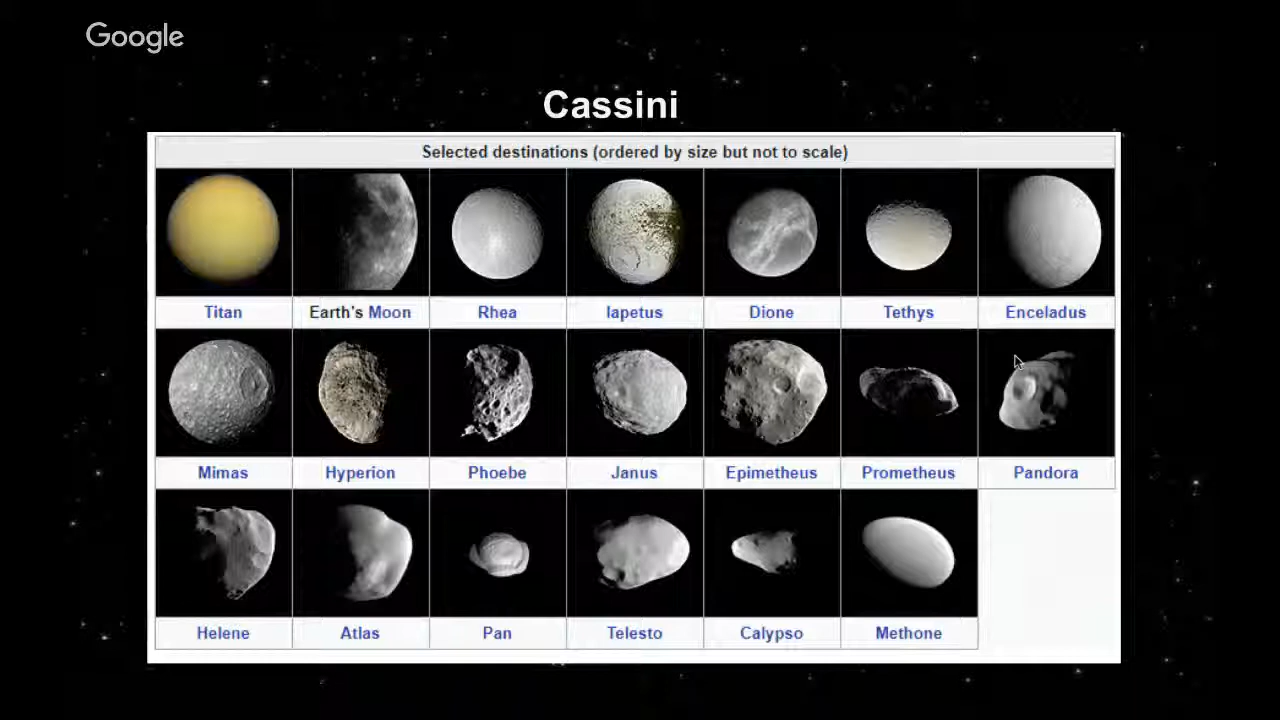 Google
Cassini
Selected destinations (ordered by size but not to scale)
Titan Earth's Moon Rhea Iapetus Dione Tethys Enceladus
Mimas Hyperion Phoebe Janus Epimetheus Prometheus Pandora
Helene Atlas Pan Telesto Calypso Methone